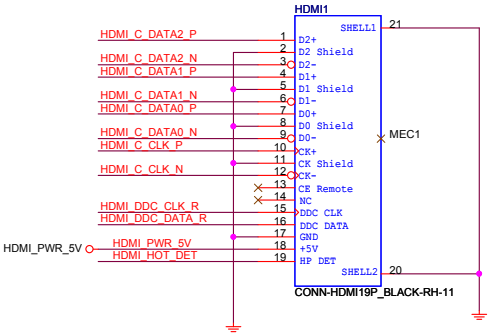 HDMI1
HDMI_C_DATA2_P 1 D2+ SHELL1 21
2 D2 Shield
HDMI_C_DATA2_N 3 D2-
HDMI_C_DATA1_P 4 D1+
5 D1 Shield
HDMI_C_DATA1_N 6 D1-
HDMI_C_DATA0_P 7 D0+
8 D0 Shield
HDMI_C_DATA0_N 9 D0- MEC1
HDMI_C_CLK_P 10 CK+
11 CK Shield
HDMI_C_CLK_N 12 CK-
13 CE Remote
14 NC
HDMI_DDC_CLK_R 15 DDC CLK
HDMI_DDC_DATA_R 16 DDC DATA
17 GND
HDMI_PWR_5V HDMI_PWR_5V 18 +5V
HDMI_HOT_DET 19 HP DET
SHELL2 20
CONN-HDMI19P_BLACK-RH-11